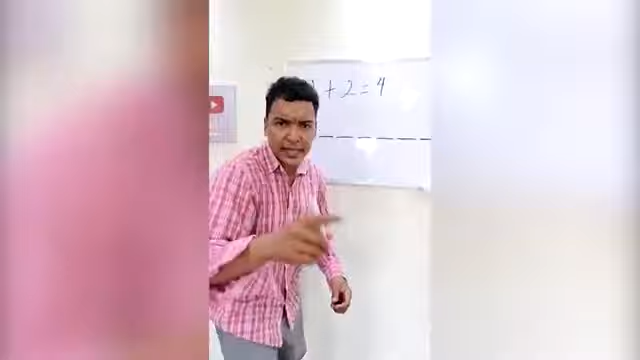 + 2 = 4